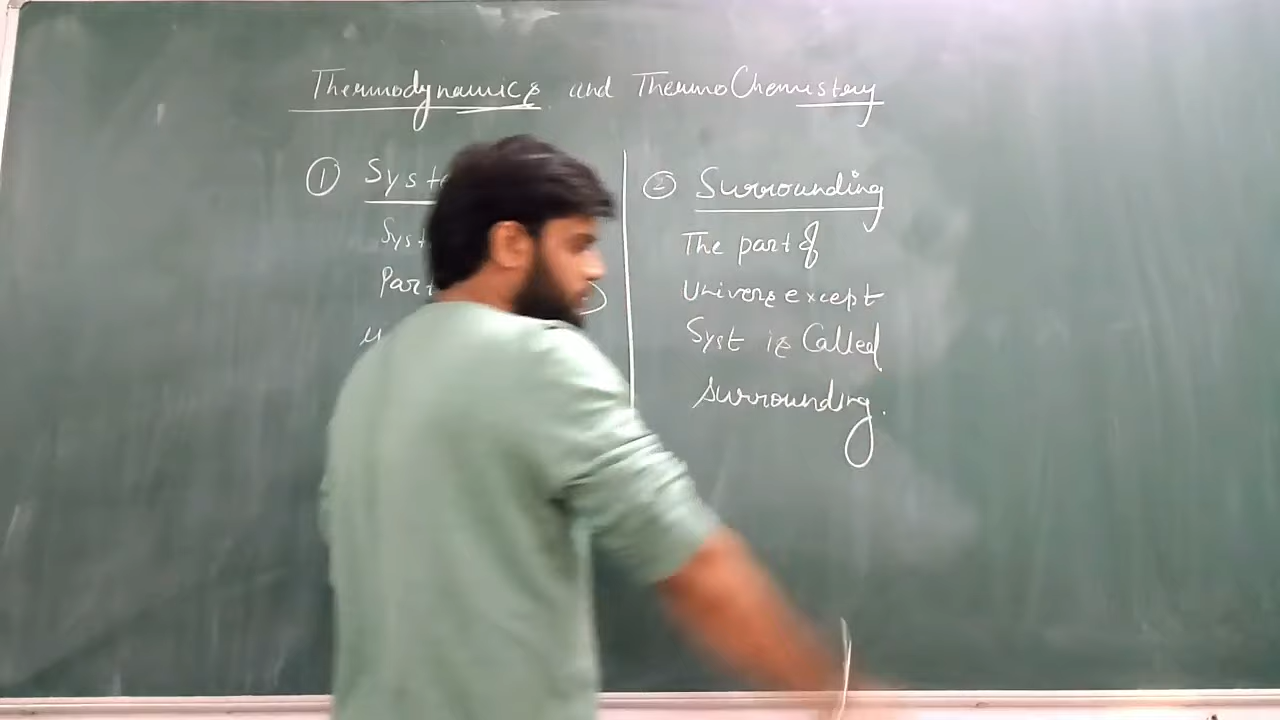 Thermodynamics and ThermoChemistry
① Syst
Syst
Part
u
② Surrounding
The part of
Universe except
Syst is Called
surrounding.